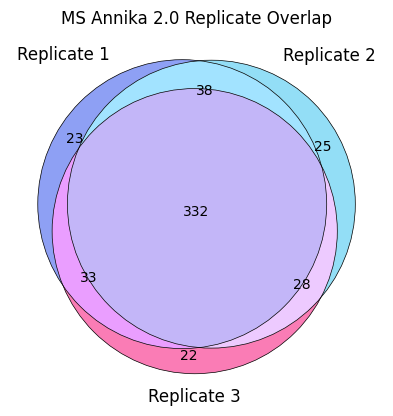 MS Annika 2.0 Replicate Overlap
Replicate 1
Replicate 2
38
23
25
332
33
28
22
Replicate 3